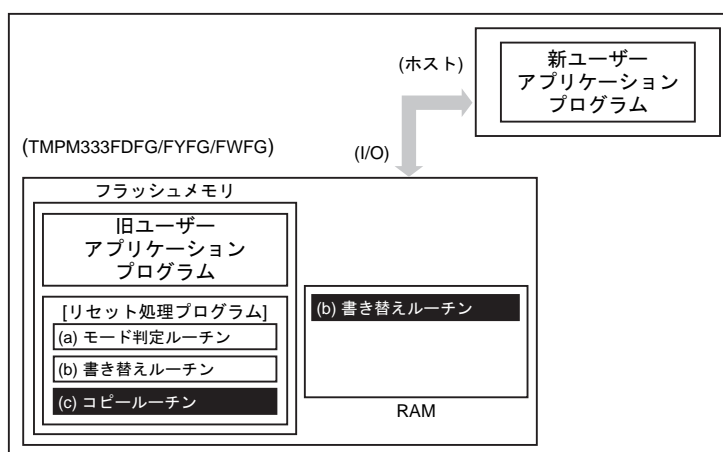 新ユーザー
アプリケーション
プログラム
(ホスト)
(TMPM333FDFG/FYFG/FWFG)
(I/O)
フラッシュメモリ
旧ユーザー
アプリケーション
プログラム
[リセット処理プログラム]
(a) モード判定ルーチン
(b) 書き替えルーチン
(c) コピールーチン
(b) 書き替えルーチン
RAM